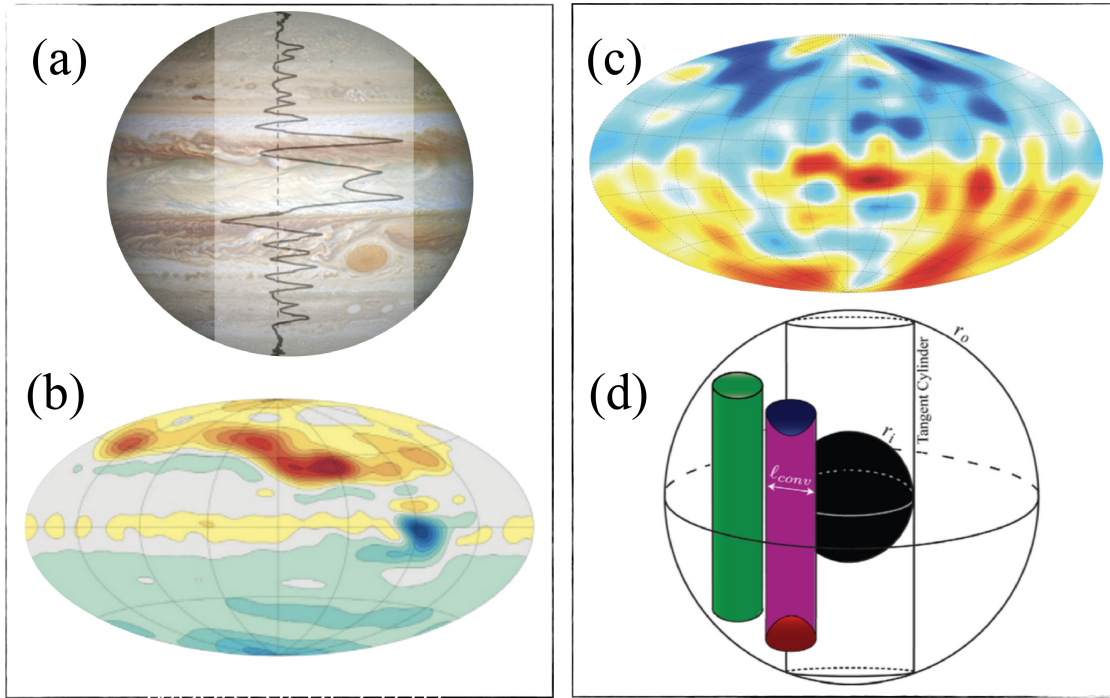 (a)
(b)
(c)
(d)
r_o
Tangent Cylinder
r_i
ℓ_conv